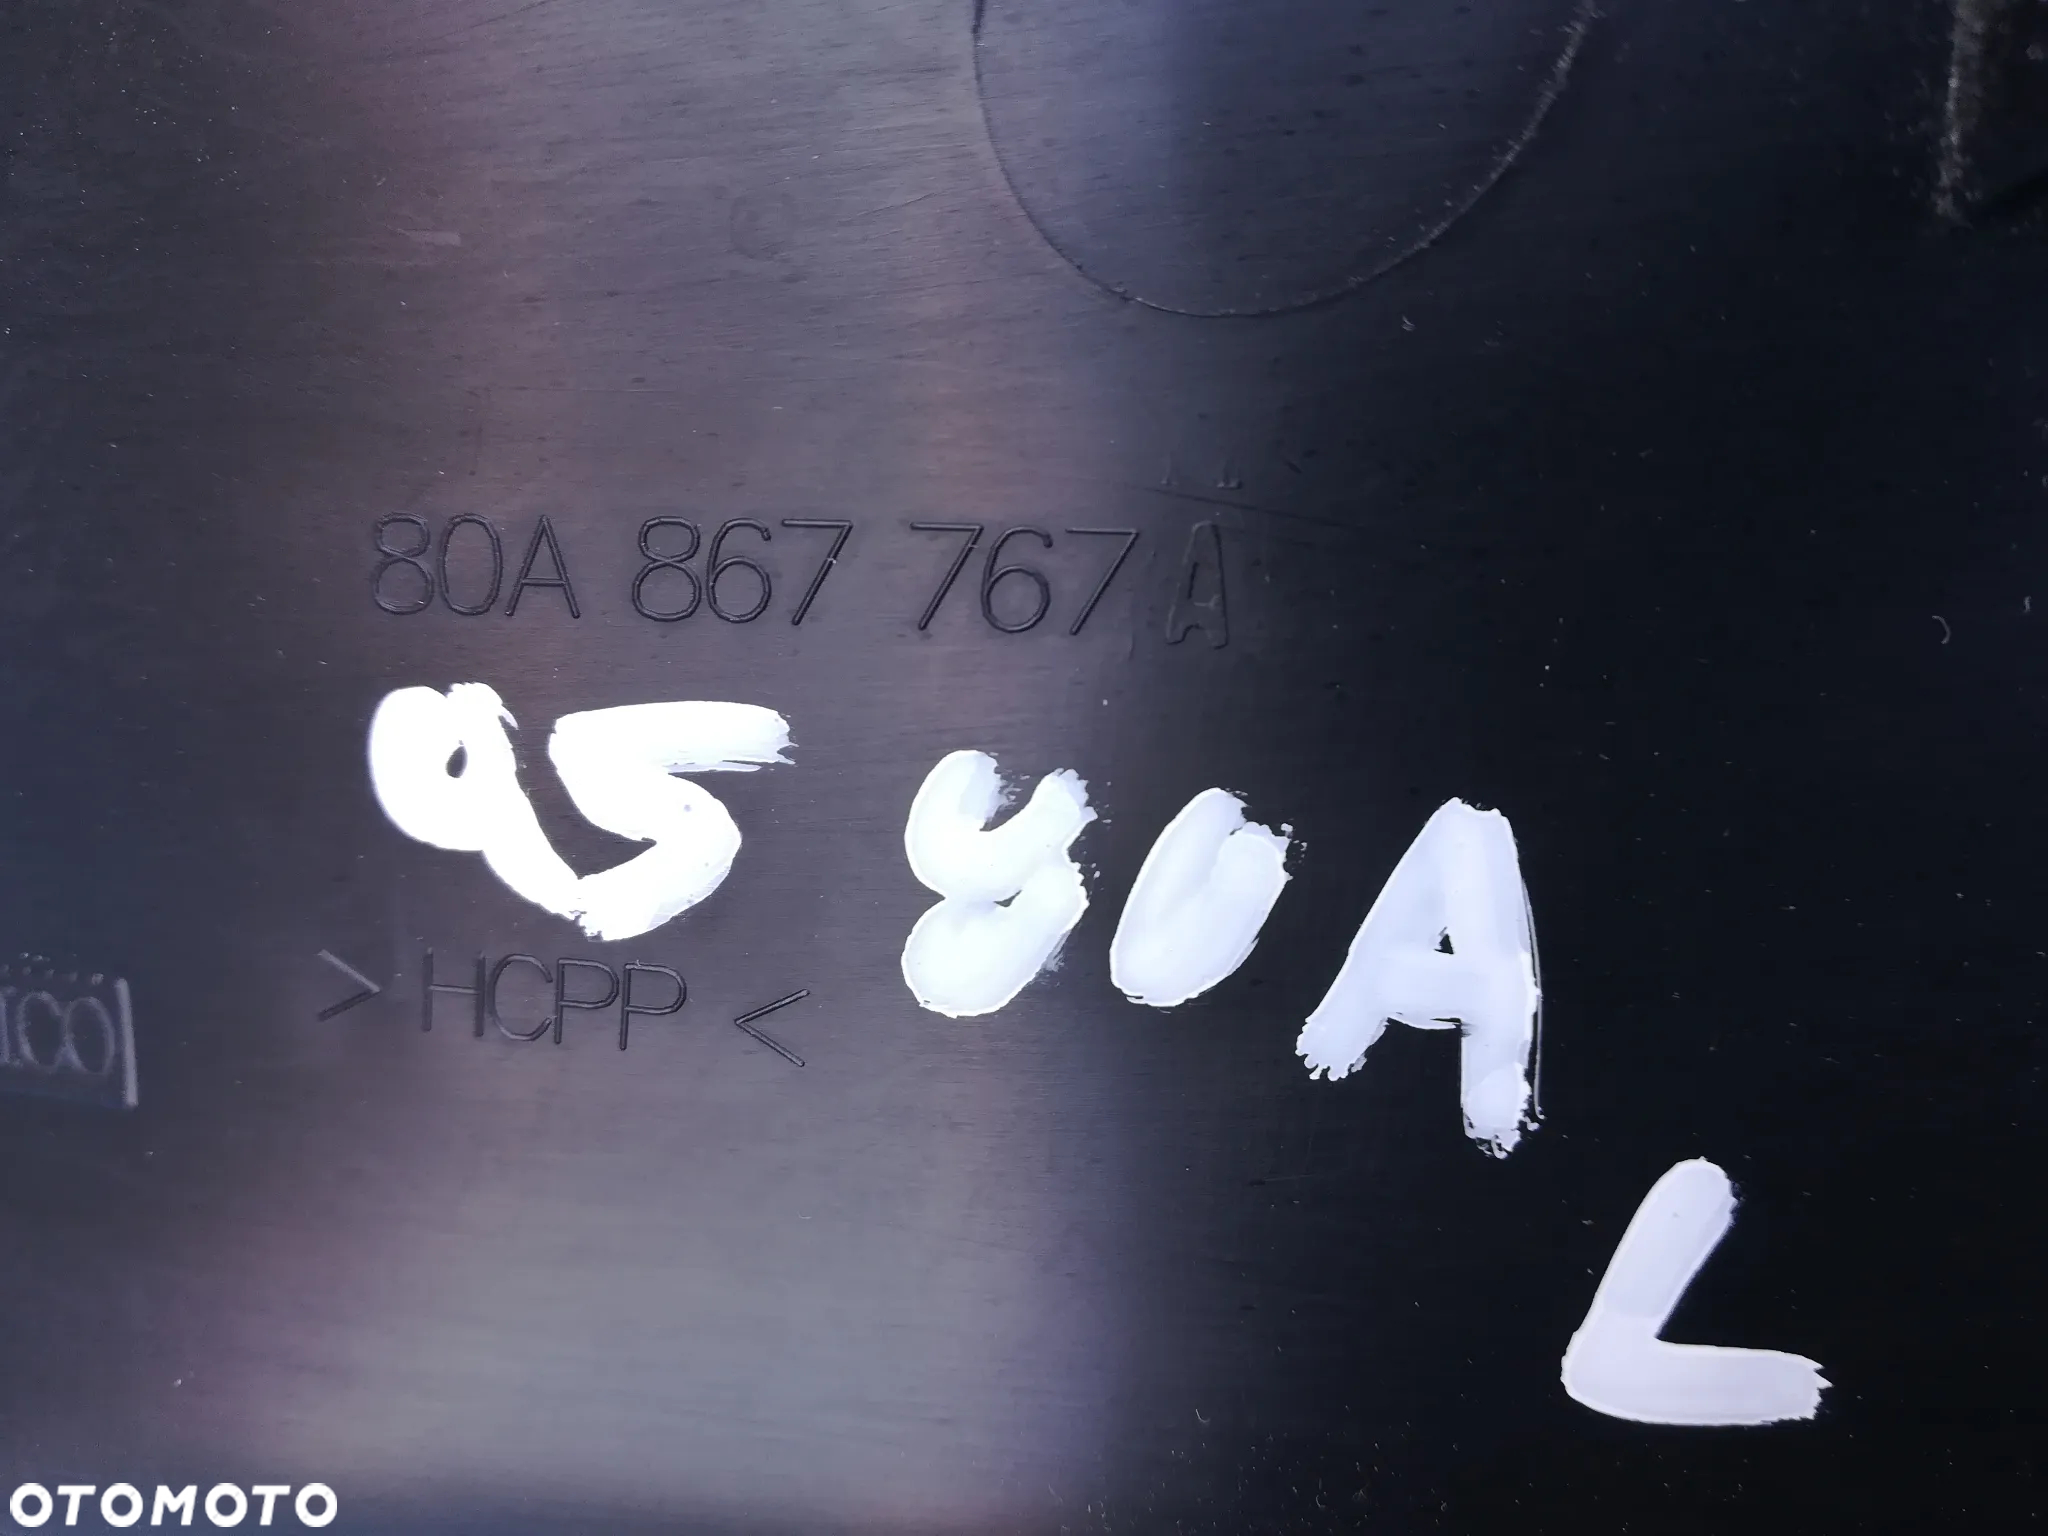 80A 867 767 A
Q5 80A
>HCPP<
L
OTOMOTO